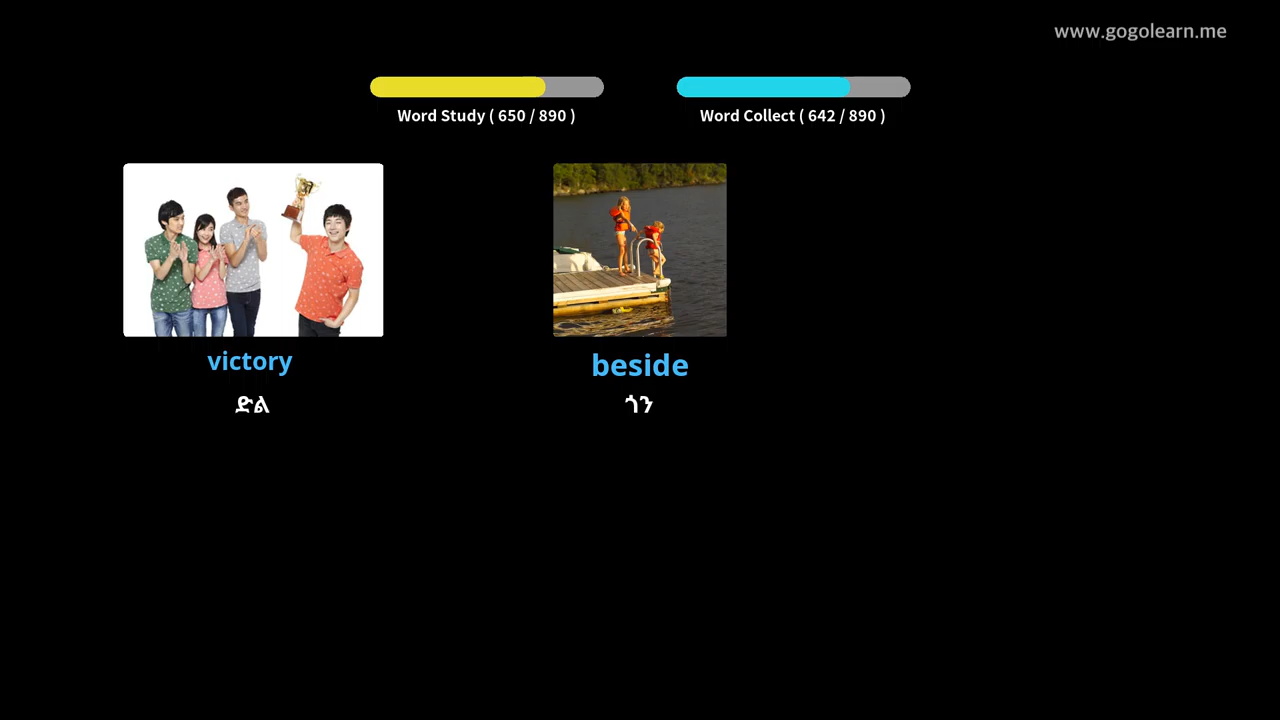 www.gogolearn.me
Word Study ( 650 / 890 )
Word Collect ( 642 / 890 )
victory
beside
ድል
ጎን